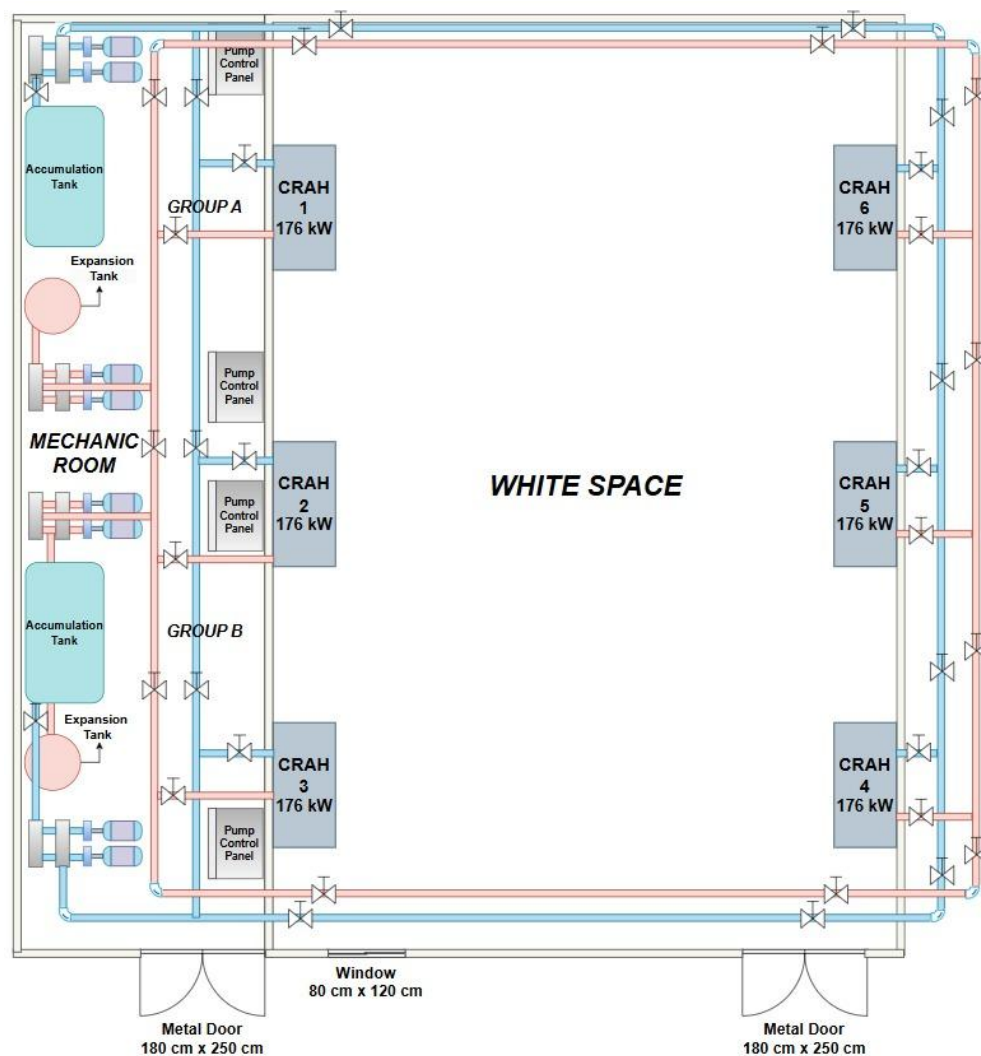 Pump
Control
Panel
Accumulation
Tank
CRAH
1
176 kW
CRAH
6
176 kW
GROUP A
Expansion
Tank
Pump
Control
Panel
MECHANIC
ROOM
CRAH
2
176 kW
WHITE SPACE
CRAH
5
176 kW
Pump
Control
Panel
Accumulation
Tank
GROUP B
Expansion
Tank
CRAH
3
176 kW
CRAH
4
176 kW
Pump
Control
Panel
Window
80 cm x 120 cm
Metal Door
180 cm x 250 cm
Metal Door
180 cm x 250 cm